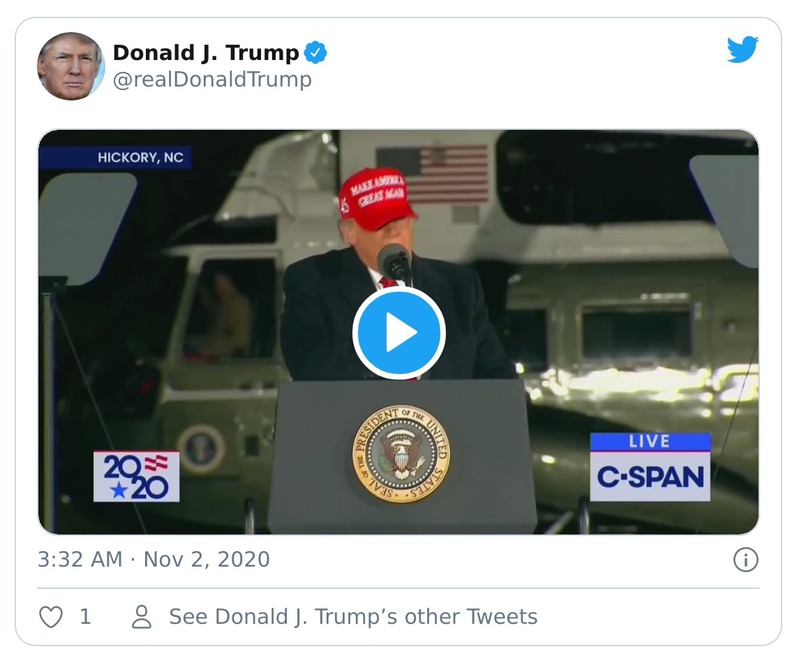 Donald J. Trump
@realDonaldTrump
HICKORY, NC
MAKE AMERICA
GREAT AGAIN
45
SEAL OF THE PRESIDENT OF THE UNITED STATES
2020
LIVE
C-SPAN
3:32 AM · Nov 2, 2020
1
See Donald J. Trump’s other Tweets